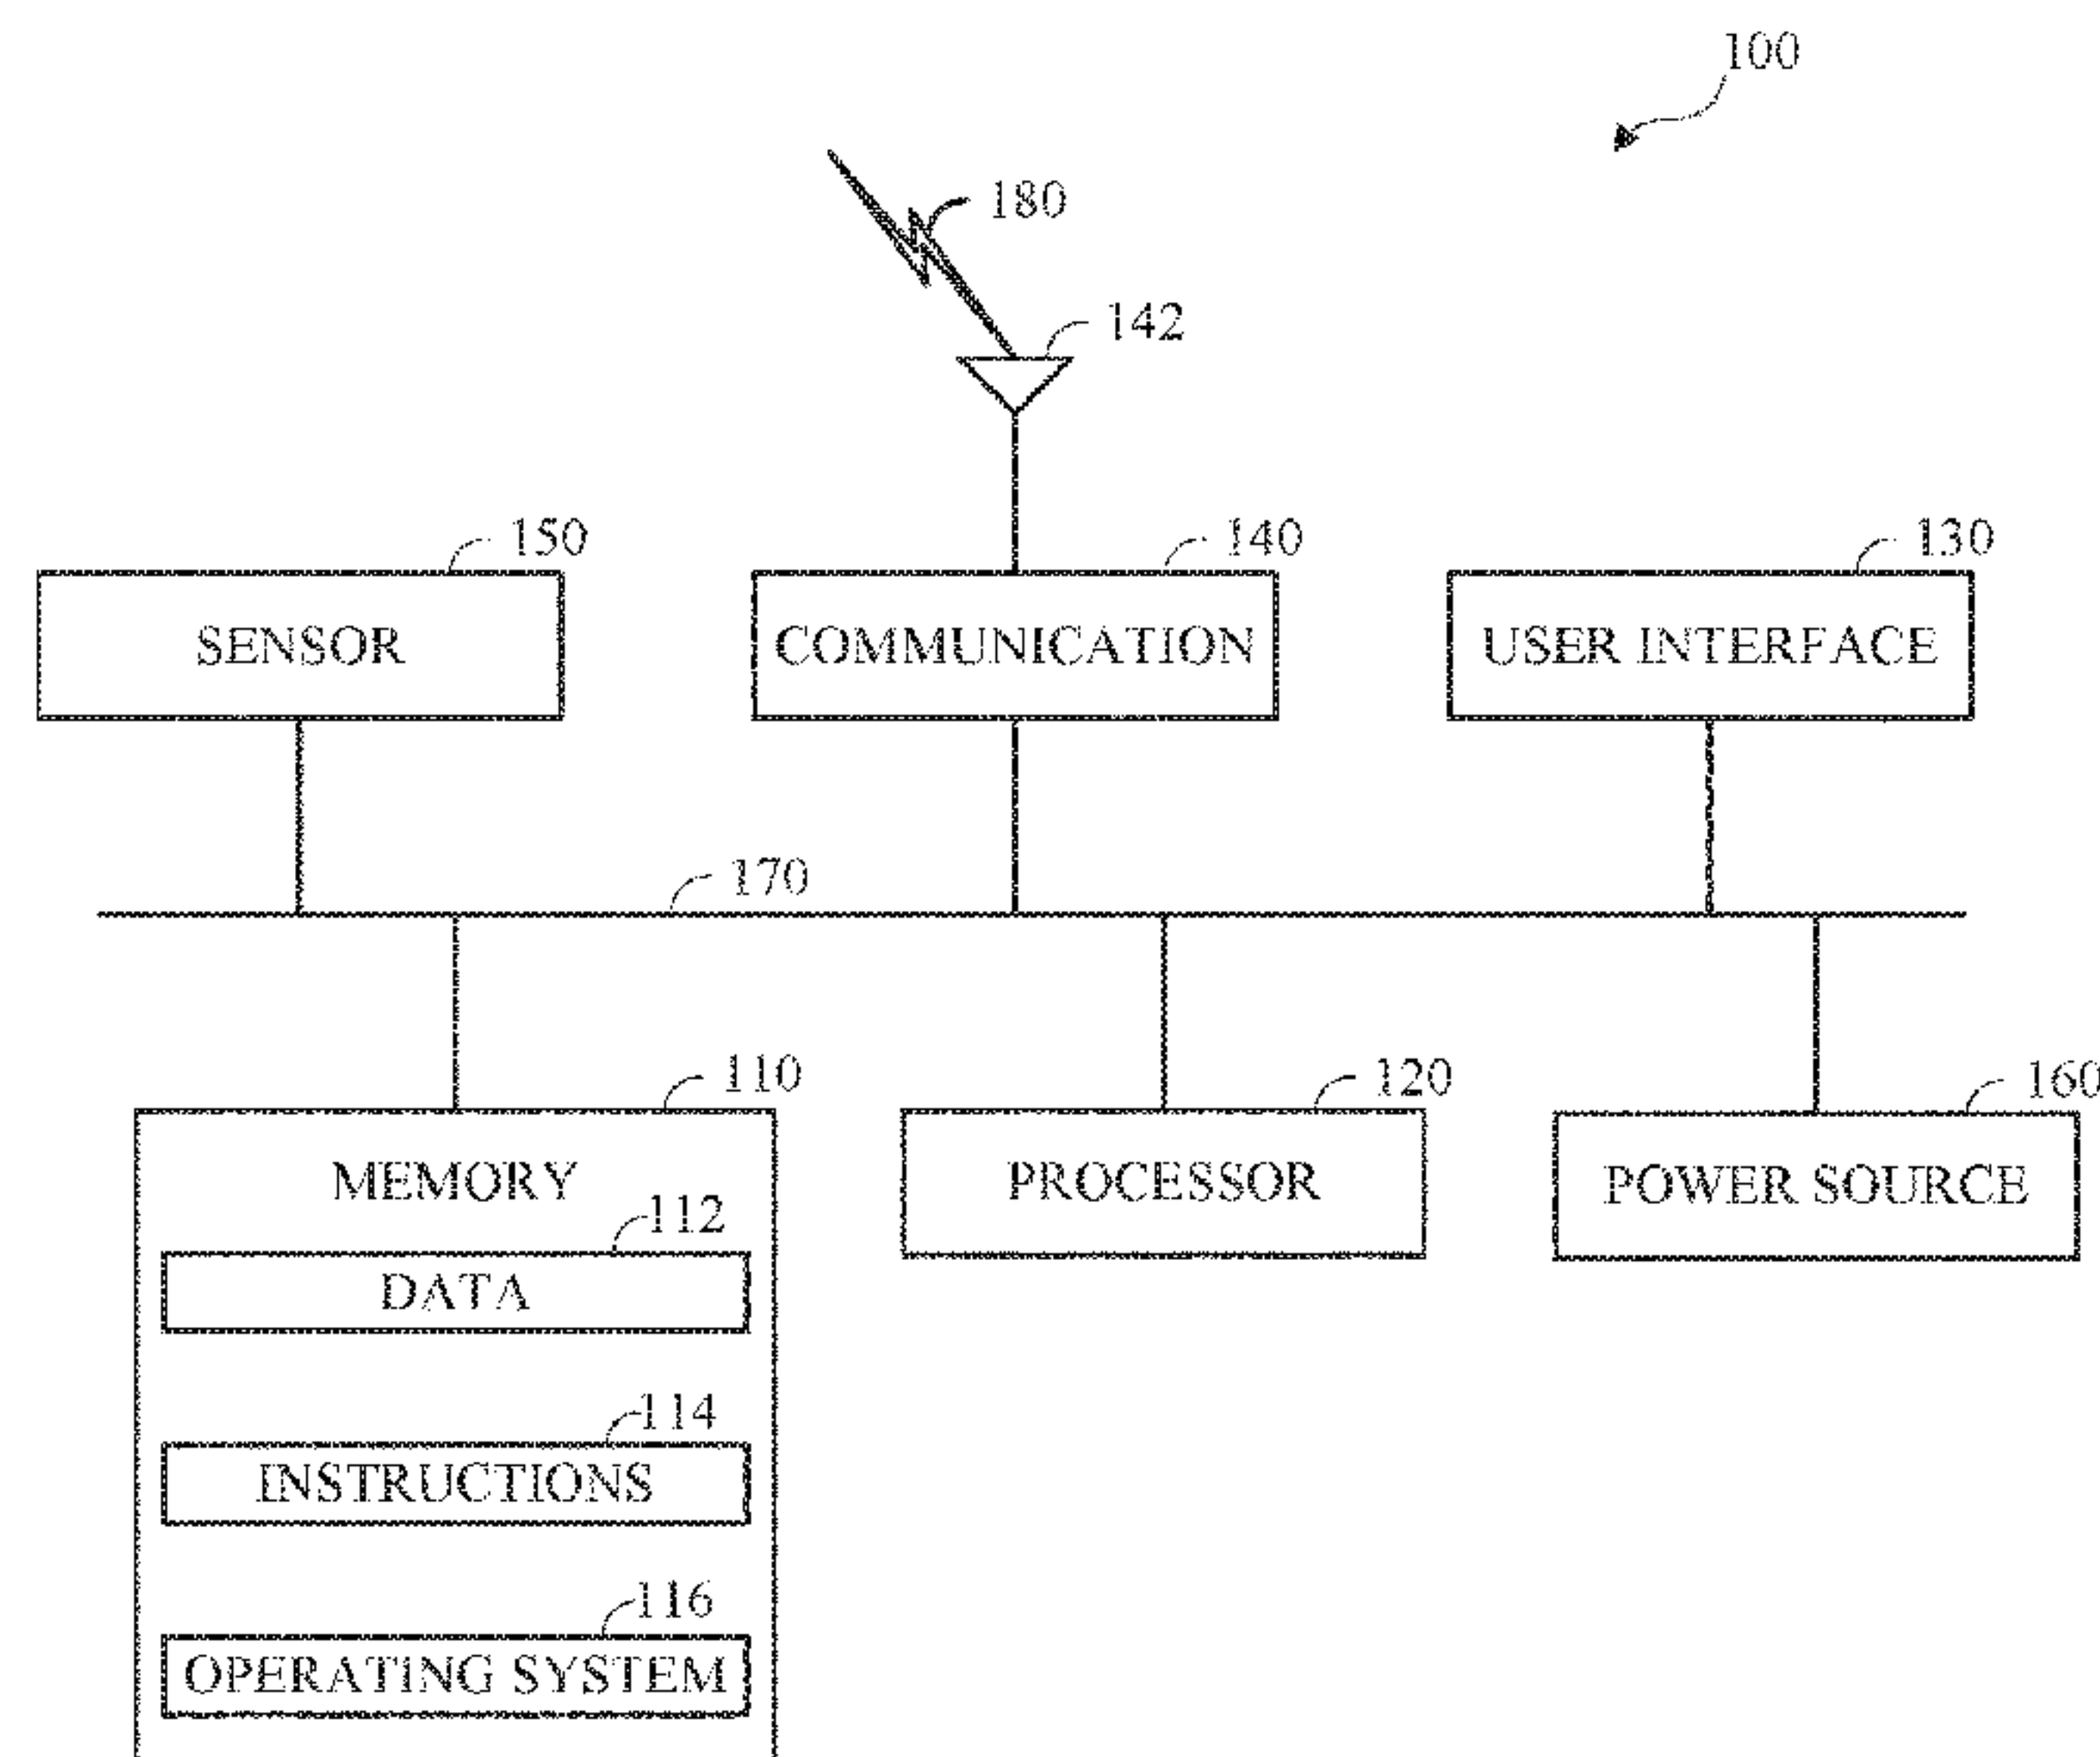 100
180
142
150
140
130
SENSOR
COMMUNICATION
USER INTERFACE
170
110
120
160
MEMORY
PROCESSOR
POWER SOURCE
112
DATA
114
INSTRUCTIONS
116
OPERATING SYSTEM